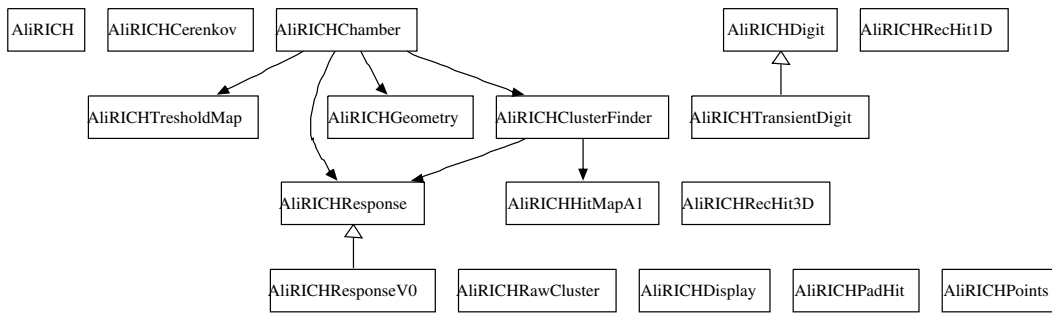 AliRICH
AliRICHCerenkov
AliRICHChamber
AliRICHDigit
AliRICHRecHit1D
AliRICHTresholdMap
AliRICHGeometry
AliRICHClusterFinder
AliRICHTransientDigit
AliRICHResponse
AliRICHHitMapA1
AliRICHRecHit3D
AliRICHResponseV0
AliRICHRawCluster
AliRICHDisplay
AliRICHPadHit
AliRICHPoints